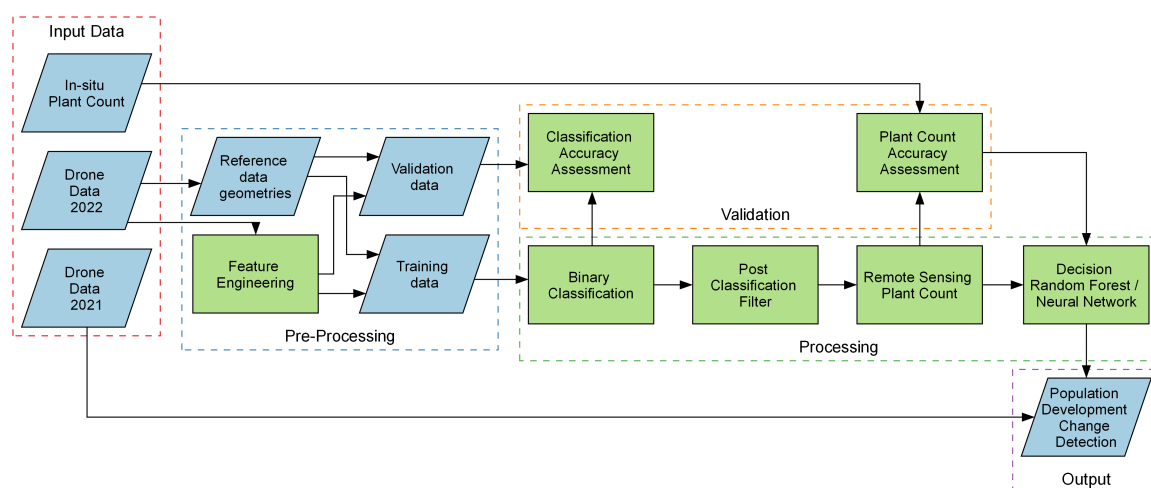 Input Data
In-situ
Plant Count
Drone
Data
2022
Drone
Data
2021
Reference
data
geometries
Validation
data
Feature
Engineering
Training
data
Pre-Processing
Classification
Accuracy
Assessment
Plant Count
Accuracy
Assessment
Validation
Binary
Classification
Post
Classification
Filter
Remote Sensing
Plant Count
Decision
Random Forest /
Neural Network
Processing
Population
Development
Change
Detection
Output